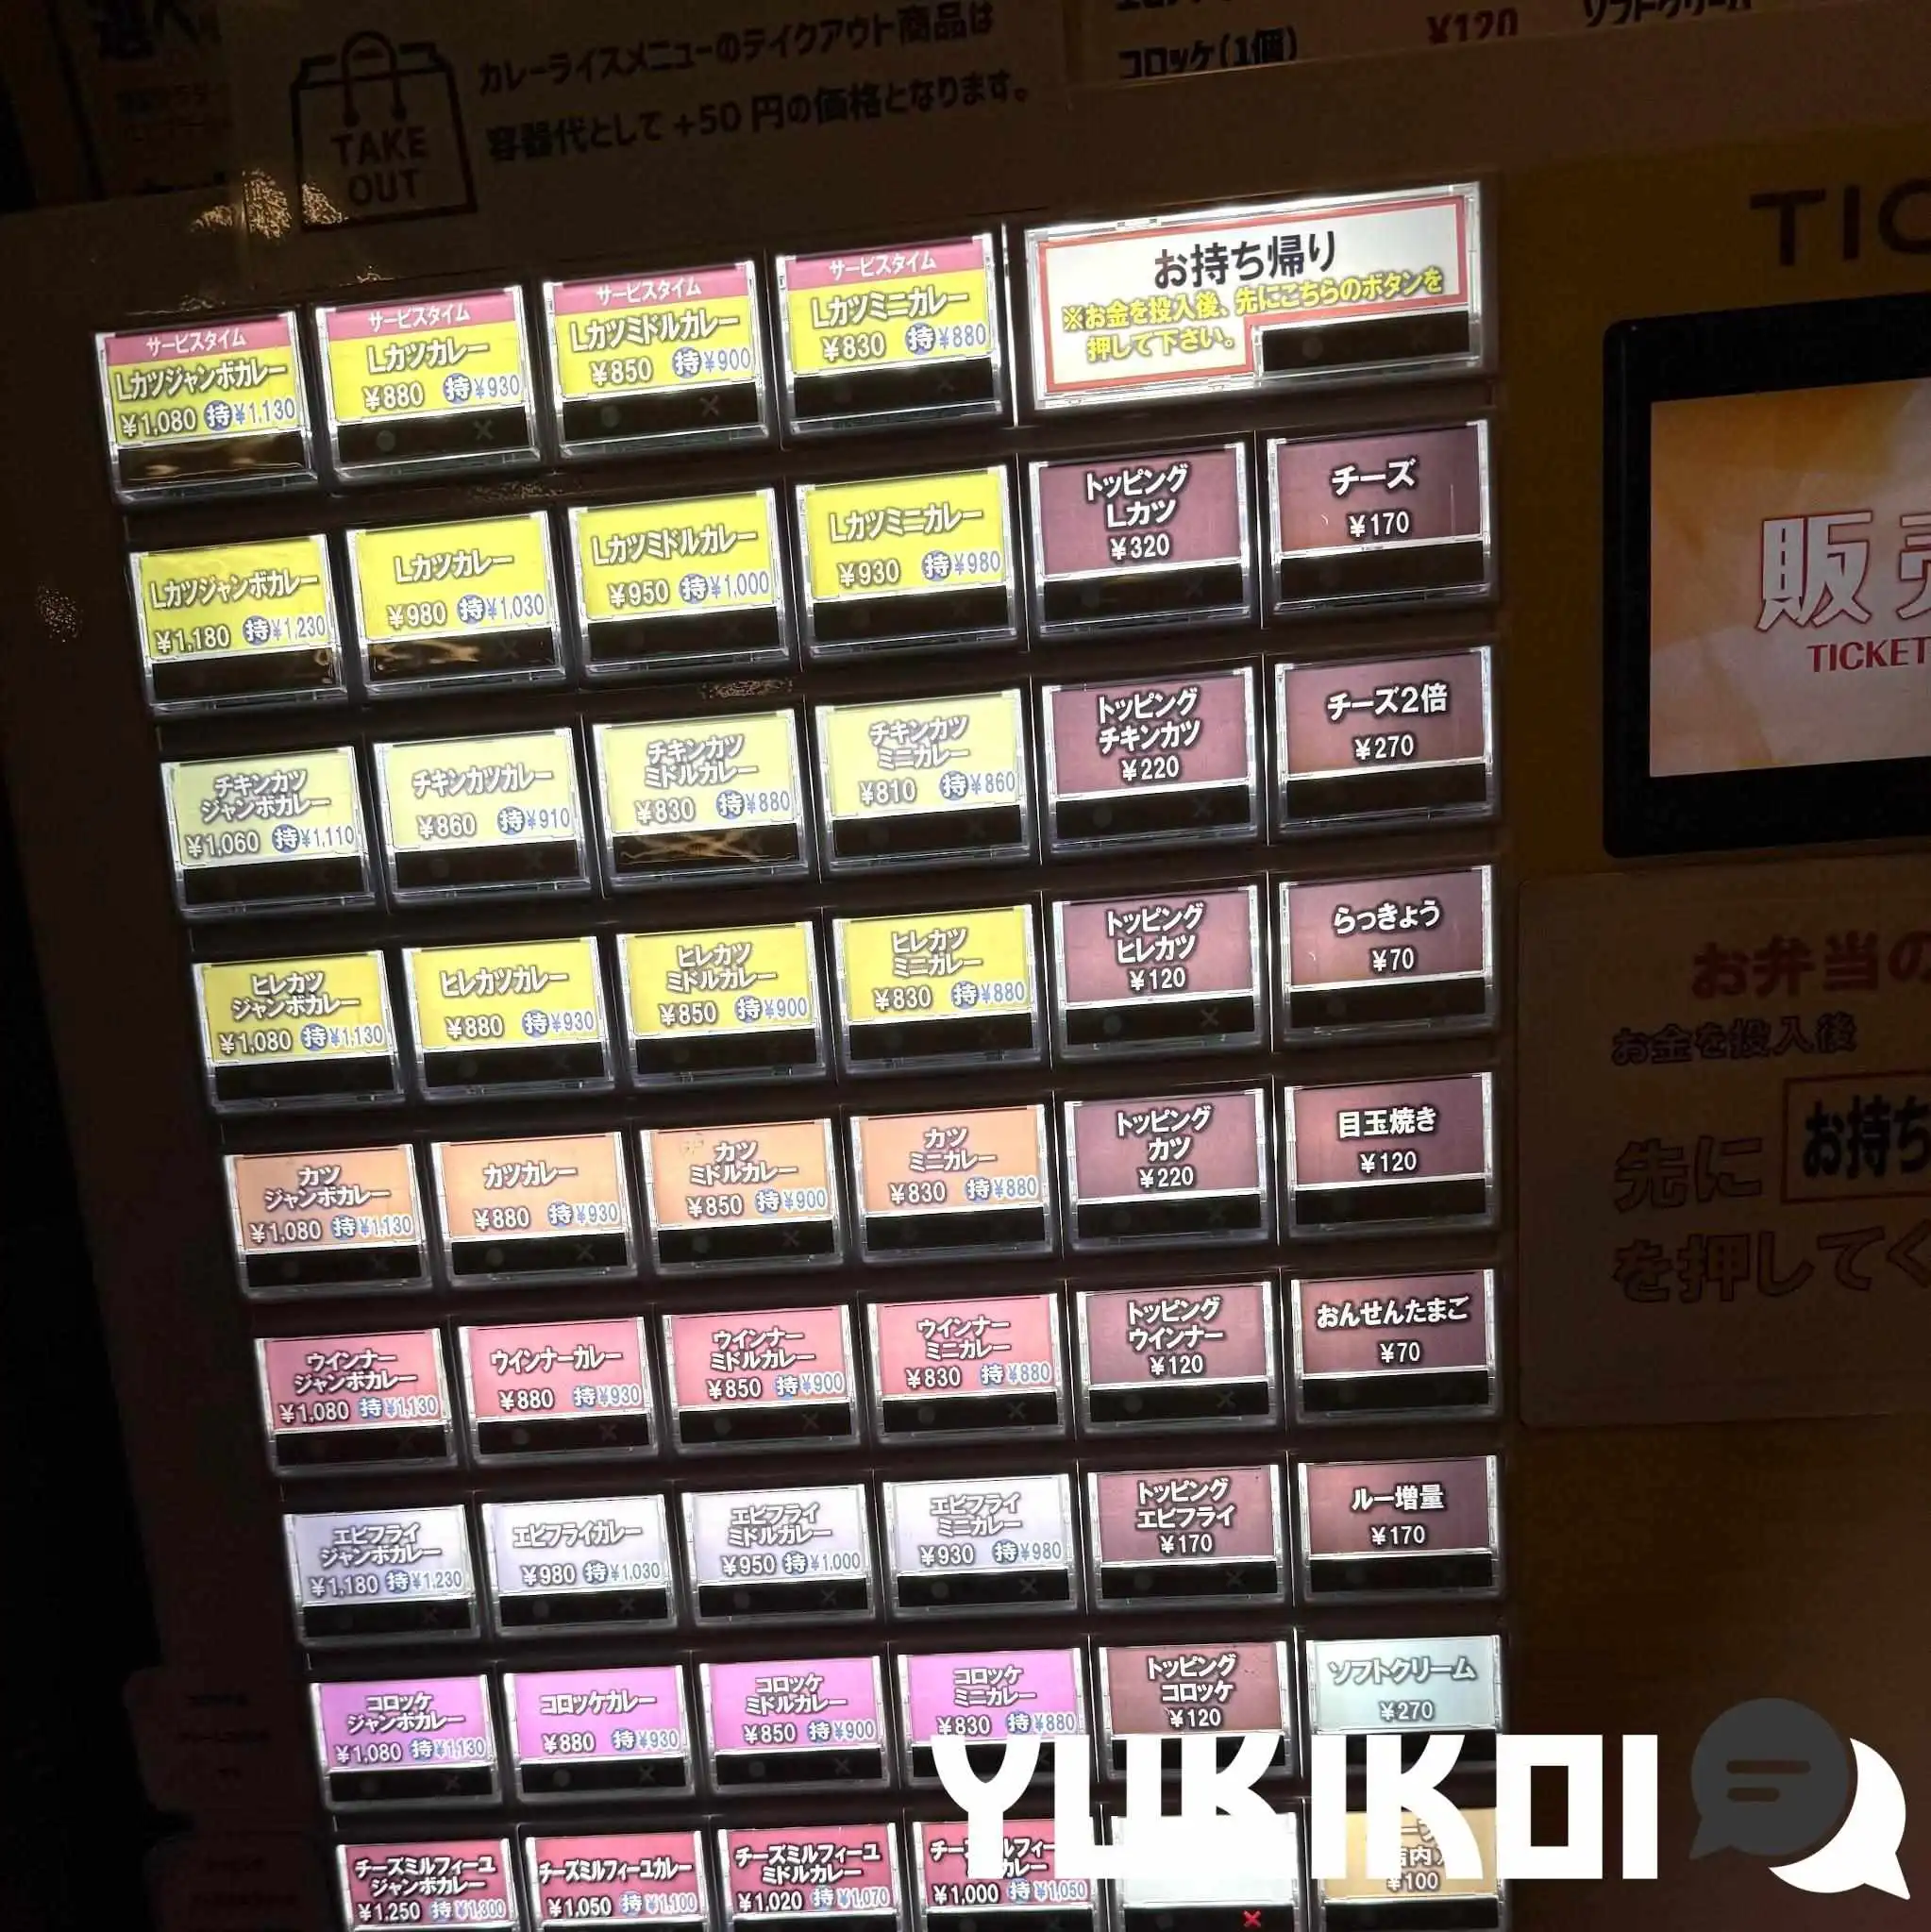 カレーライスメニューのテイクアウト商品は
容器代として+50円の価格となります。
TAKE
OUT
コロッケ(1個)
¥120
お持ち帰り
※お金を投入後、先にこちらのボタンを
押して下さい。
サービスタイム
Lカツジャンボカレー
¥1,080 持¥1,130
サービスタイム
Lカツカレー
¥880 持¥930
サービスタイム
Lカツミドルカレー
¥850 持¥900
サービスタイム
Lカツミニカレー
¥830 持¥880
Lカツジャンボカレー
¥1,180 持¥1,230
Lカツカレー
¥980 持¥1,030
Lカツミドルカレー
¥950 持¥1,000
Lカツミニカレー
¥930 持¥980
トッピング
Lカツ
¥320
チーズ
¥170
チキンカツ
ジャンボカレー
¥1,060 持¥1,110
チキンカツカレー
¥860 持¥910
チキンカツ
ミドルカレー
¥830 持¥880
チキンカツ
ミニカレー
¥810 持¥860
トッピング
チキンカツ
¥220
チーズ2倍
¥270
ヒレカツ
ジャンボカレー
¥1,080 持¥1,130
ヒレカツカレー
¥880 持¥930
ヒレカツ
ミドルカレー
¥850 持¥900
ヒレカツ
ミニカレー
¥830 持¥880
トッピング
ヒレカツ
¥120
らっきょう
¥70
カツ
ジャンボカレー
¥1,080 持¥1,130
カツカレー
¥880 持¥930
カツ
ミドルカレー
¥850 持¥900
カツ
ミニカレー
¥830 持¥880
トッピング
カツ
¥220
目玉焼き
¥120
ウインナー
ジャンボカレー
¥1,080 持¥1,130
ウインナーカレー
¥880 持¥930
ウインナー
ミドルカレー
¥850 持¥900
ウインナー
ミニカレー
¥830 持¥880
トッピング
ウインナー
¥120
おんせんたまご
¥70
エビフライ
ジャンボカレー
¥1,180 持¥1,230
エビフライカレー
¥980 持¥1,030
エビフライ
ミドルカレー
¥950 持¥1,000
エビフライ
ミニカレー
¥930 持¥980
トッピング
エビフライ
¥170
ルー増量
¥170
コロッケ
ジャンボカレー
¥1,080 持¥1,130
コロッケカレー
¥880 持¥930
コロッケ
ミドルカレー
¥850 持¥900
コロッケ
ミニカレー
¥830 持¥880
トッピング
コロッケ
¥120
ソフトクリーム
¥270
チーズミルフィーユ
ジャンボカレー
¥1,250 持¥1,300
チーズミルフィーユカレー
¥1,050 持¥1,100
チーズミルフィーユ
ミドルカレー
¥1,020 持¥1,070
¥1,000 持¥1,050
¥100
TIC
販売
TICKET
お弁当の
お金を投入後
先に お持ち
を押してく
YUKIKOI